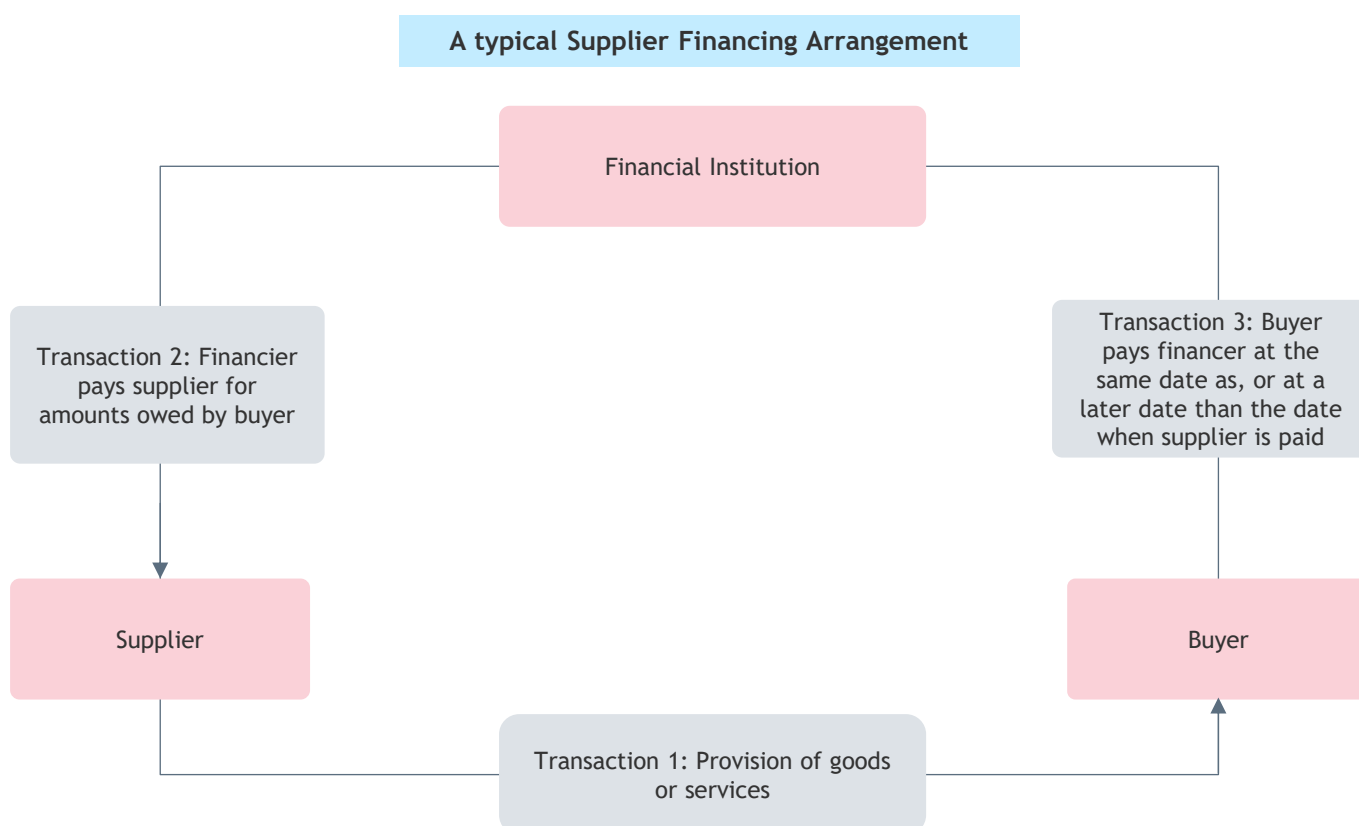 A typical Supplier Financing Arrangement
Financial Institution
Transaction 2: Financier
pays supplier for
amounts owed by buyer
Transaction 3: Buyer
pays financer at the
same date as, or at a
later date than the date
when supplier is paid
Supplier
Buyer
Transaction 1: Provision of goods
or services